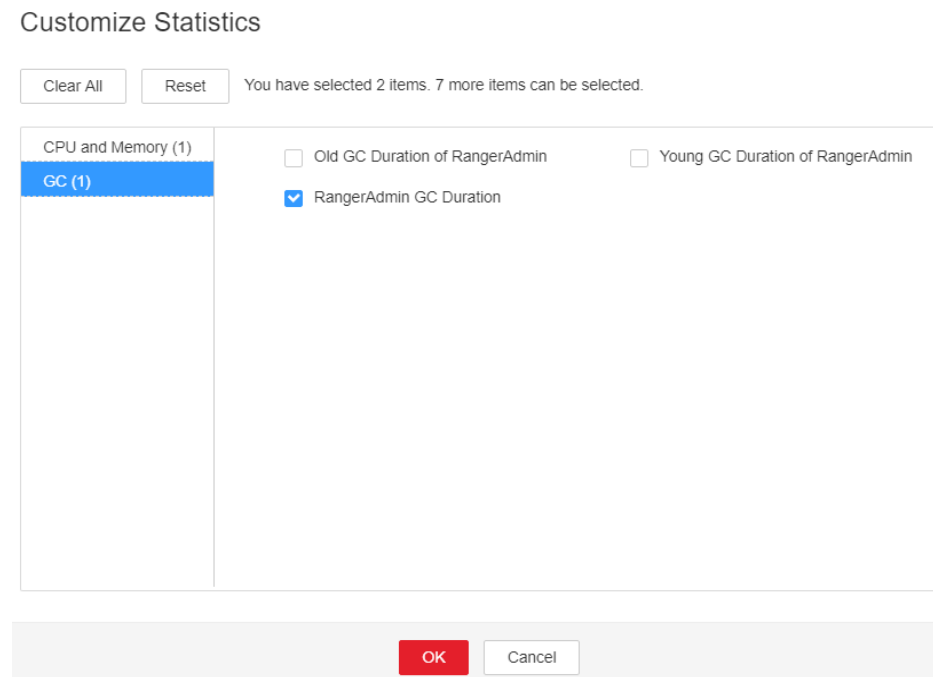 Customize Statistics
Clear All Reset You have selected 2 items. 7 more items can be selected.
CPU and Memory (1)
GC (1)
Old GC Duration of RangerAdmin Young GC Duration of RangerAdmin
RangerAdmin GC Duration
OK Cancel